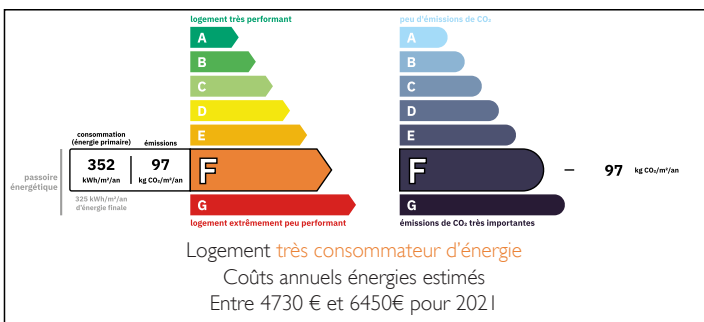 logement très performant
A
B
C
D
E
consommation
(énergie primaire)
émissions
352
kWh/m²/an
97
kg CO₂/m²/an
F
passoire
énergétique
325 kWh/m²/an
d'énergie finale
G
logement extrêmement peu performant
peu d'émissions de CO₂
A
B
C
D
E
F
97 kg CO₂/m²/an
G
émissions de CO₂ très importantes
Logement très consommateur d'énergie
Coûts annuels énergies estimés
Entre 4730 € et 6450€ pour 2021